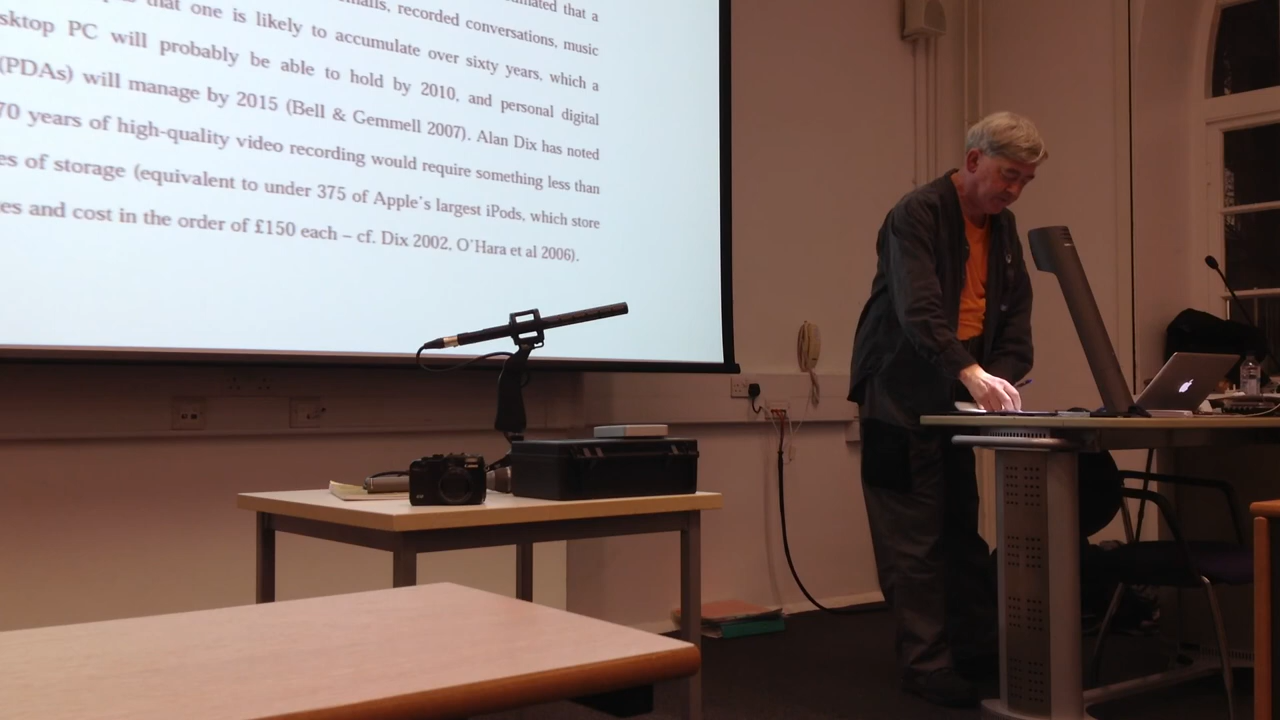 that a
recorded conversations, music
that one is likely to accumulate over sixty years, which a
sktop PC will probably be able to hold by 2010, and personal digital
(PDAs) will manage by 2015 (Bell & Gemmell 2007). Alan Dix has noted
70 years of high-quality video recording would require something less than
es of storage (equivalent to under 375 of Apple's largest iPods, which store
es and cost in the order of £150 each – cf. Dix 2002, O'Hara et al 2006).